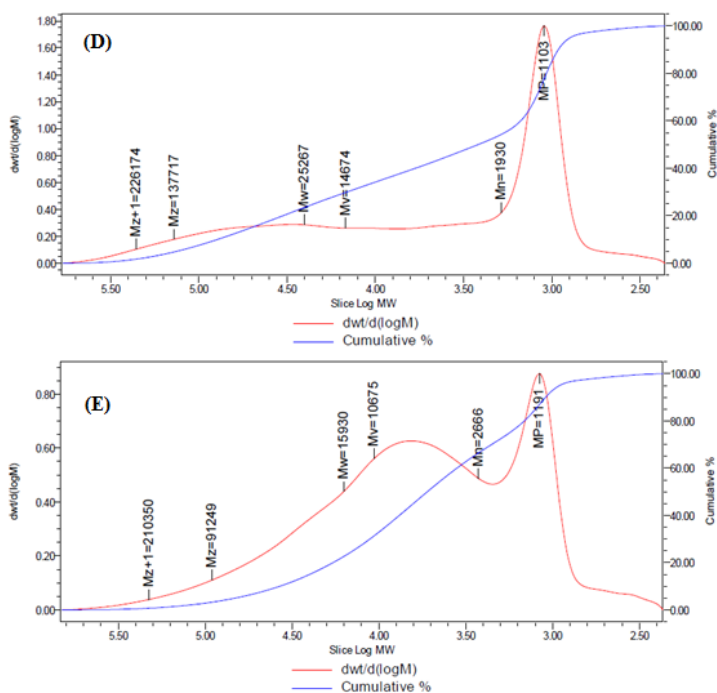 (D)
1.80
1.60
1.40
1.20
1.00
0.80
0.60
0.40
0.20
0.00
dwt/d(logM)
Mz+1=226174
Mz=137717
Mw=25267
Mv=14674
Mn=1930
MP=1103
100.00
80.00
60.00
40.00
20.00
0.00
Cumulative %
5.50 5.00 4.50 4.00 3.50 3.00 2.50
Slice Log MW
dwt/d(logM)
Cumulative %
(E)
0.80
0.60
0.40
0.20
0.00
dwt/d(logM)
Mz+1=210350
Mz=91249
Mw=15930
Mv=10675
Mn=2666
MP=1191
100.00
80.00
60.00
40.00
20.00
0.00
Cumulative %
5.50 5.00 4.50 4.00 3.50 3.00 2.50
Slice Log MW
dwt/d(logM)
Cumulative %